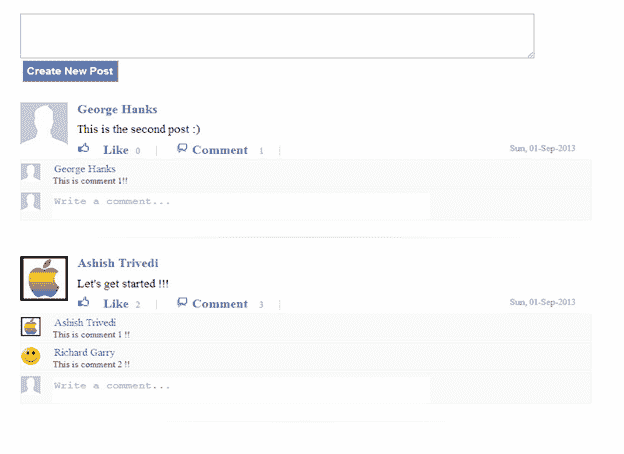 Create New Post
George Hanks
This is the second post :)
Like 0 Comment 1 Sun, 01-Sep-2013
George Hanks
This is comment 1!!
Write a comment...
Ashish Trivedi
Let's get started !!!
Like 2 Comment 3 Sun, 01-Sep-2013
Ashish Trivedi
This is comment 1 !!
Richard Garry
This is comment 2 !!
Write a comment...